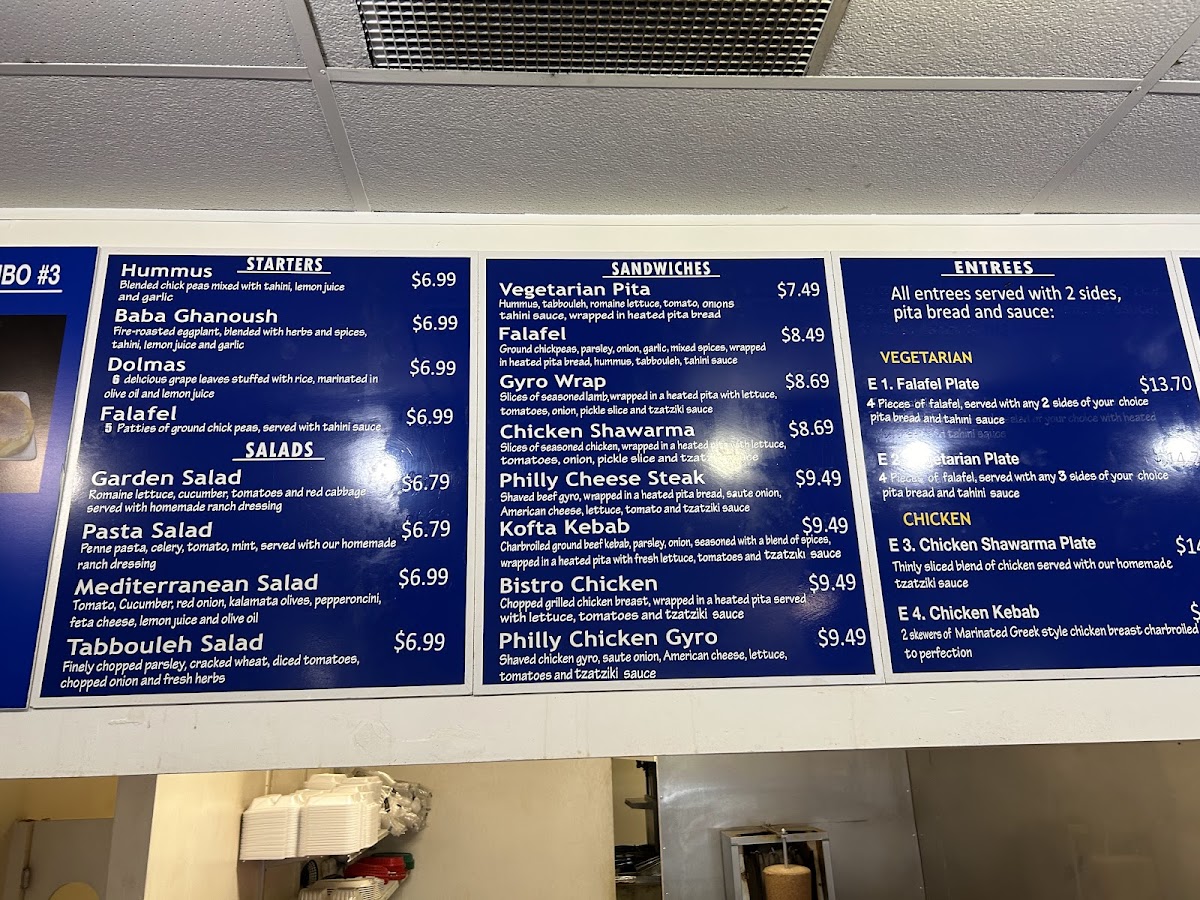 BO #3
STARTERS
Hummus $6.99
Blended chick peas mixed with tahini, lemon juice
and garlic
Baba Ghanoush $6.99
Fire-roasted eggplant, blended with herbs and spices,
tahini, lemon juice and garlic
Dolmas $6.99
6 delicious grape leaves stuffed with rice, marinated in
olive oil and lemon juice
Falafel $6.99
5 Patties of ground chick peas, served with tahini sauce
SALADS
Garden Salad $6.79
Romaine lettuce, cucumber, tomatoes and red cabbage
served with homemade ranch dressing
Pasta Salad $6.79
Penne pasta, celery, tomato, mint, served with our homemade
ranch dressing
Mediterranean Salad $6.99
Tomato, Cucumber, red onion, kalamata olives, pepperoncini,
feta cheese, lemon juice and olive oil
Tabbouleh Salad $6.99
Finely chopped parsley, cracked wheat, diced tomatoes,
chopped onion and fresh herbs
SANDWICHES
Vegetarian Pita $7.49
Hummus, tabbouleh, romaine lettuce, tomato, onions
tahini sauce, wrapped in heated pita bread
Falafel $8.49
Ground chickpeas, parsley, onion, garlic, mixed spices, wrapped
in heated pita bread, hummus, tabbouleh, tahini sauce
Gyro Wrap $8.69
Slices of seasoned lamb, wrapped in a heated pita with lettuce,
tomatoes, onion, pickle slice and tzatziki sauce
Chicken Shawarma $8.69
Slices of seasoned chicken, wrapped in a heated pita with lettuce,
tomatoes, onion, pickle slice and
Philly Cheese Steak $9.49
Shaved beef gyro, wrapped in a heated pita bread, saute onion,
American cheese, lettuce, tomato and tzatziki sauce
Kofta Kebab $9.49
Charbroiled ground beef kebab, parsley, onion, seasoned with a blend of spices,
wrapped in a heated pita with fresh lettuce, tomatoes and tzatziki sauce
Bistro Chicken $9.49
Chopped grilled chicken breast, wrapped in a heated pita served
with lettuce, tomatoes and tzatziki sauce
Philly Chicken Gyro $9.49
Shaved chicken gyro, saute onion, American cheese, lettuce,
tomatoes and tzatziki sauce
ENTREES
All entrees served with 2 sides,
pita bread and sauce:
VEGETARIAN
E 1. Falafel Plate $13.70
4 Pieces of falafel, served with any 2 sides of your choice
pita bread and tahini sauce
E Plate
4 of falafel, served with any 3 sides of your choice
pita bread and tahini sauce
CHICKEN
E 3. Chicken Shawarma Plate $14
Thinly sliced blend of chicken served with our homemade
tzatziki sauce
E 4. Chicken Kebab $
2 skewers of Marinated Greek style chicken breast charbroiled
to perfection